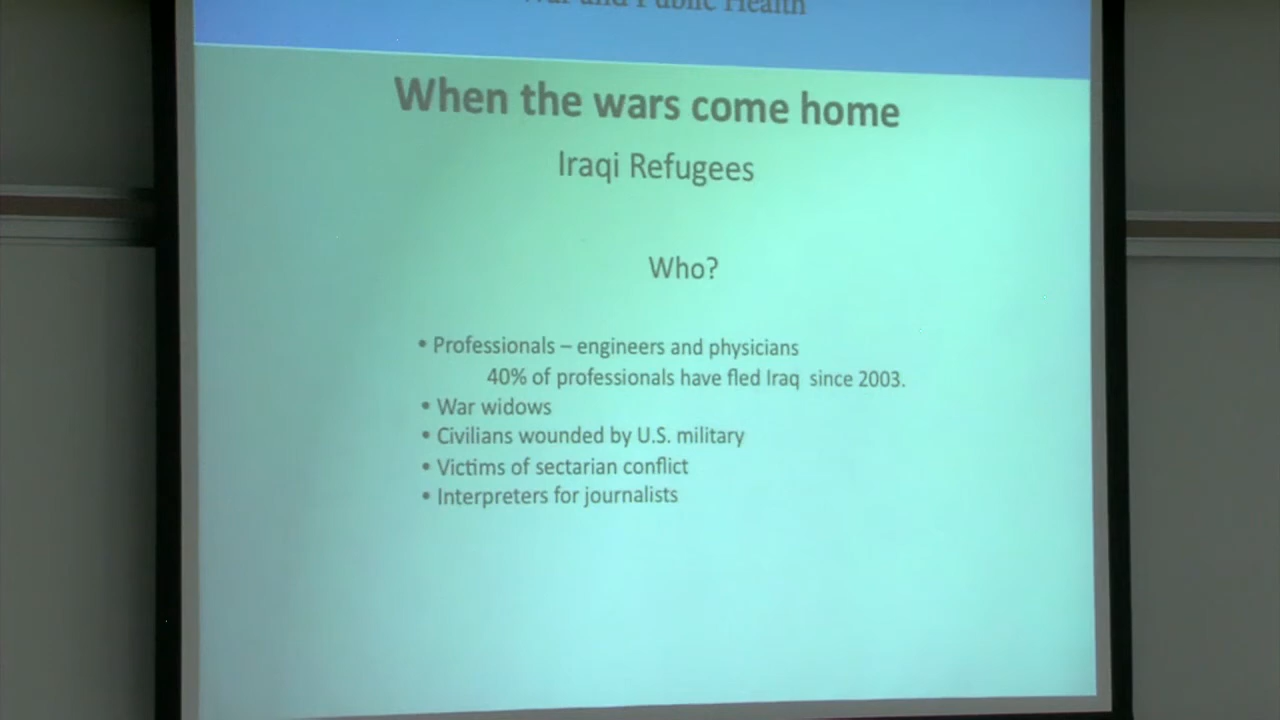 War and Public Health
When the wars come home
Iraqi Refugees
Who?
• Professionals – engineers and physicians
40% of professionals have fled Iraq since 2003.
• War widows
• Civilians wounded by U.S. military
• Victims of sectarian conflict
• Interpreters for journalists